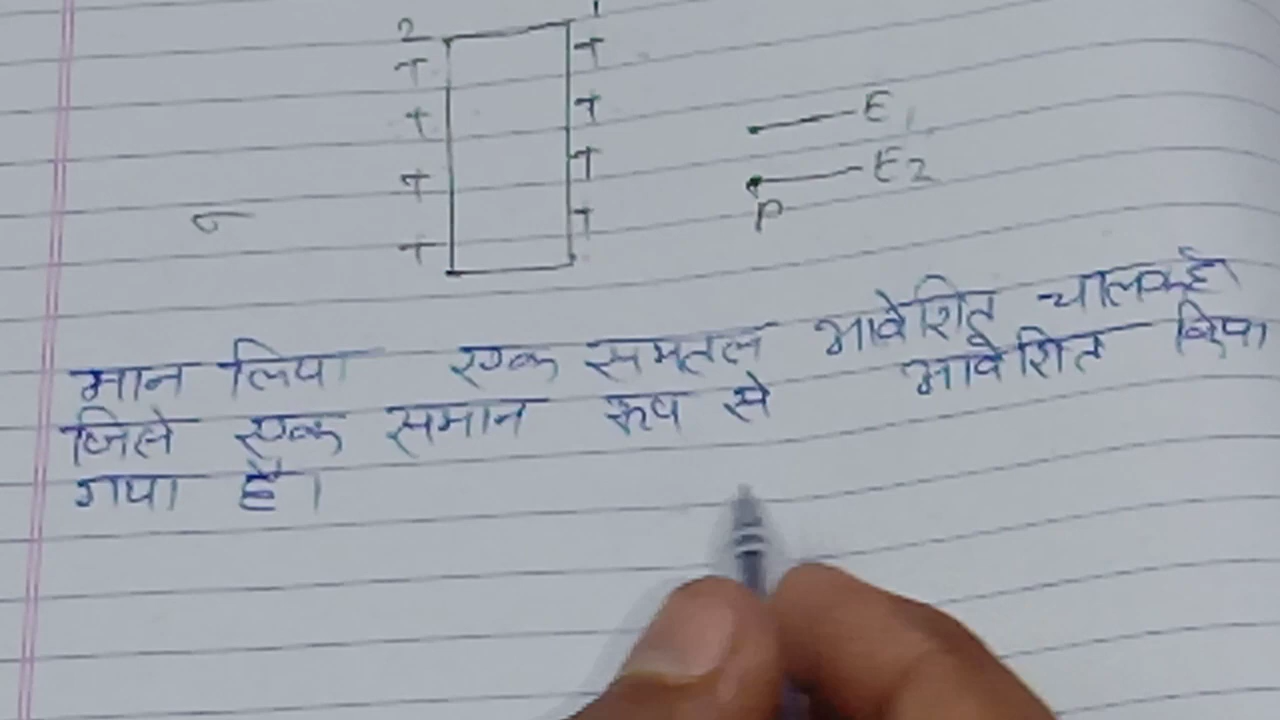 2 1
+ +
+ + E1
+ + E2
+ + P
σ
मान लिया एक समतल आवेशित चालक है।
जिसे एक समान रूप से आवेशित किया
गया है।